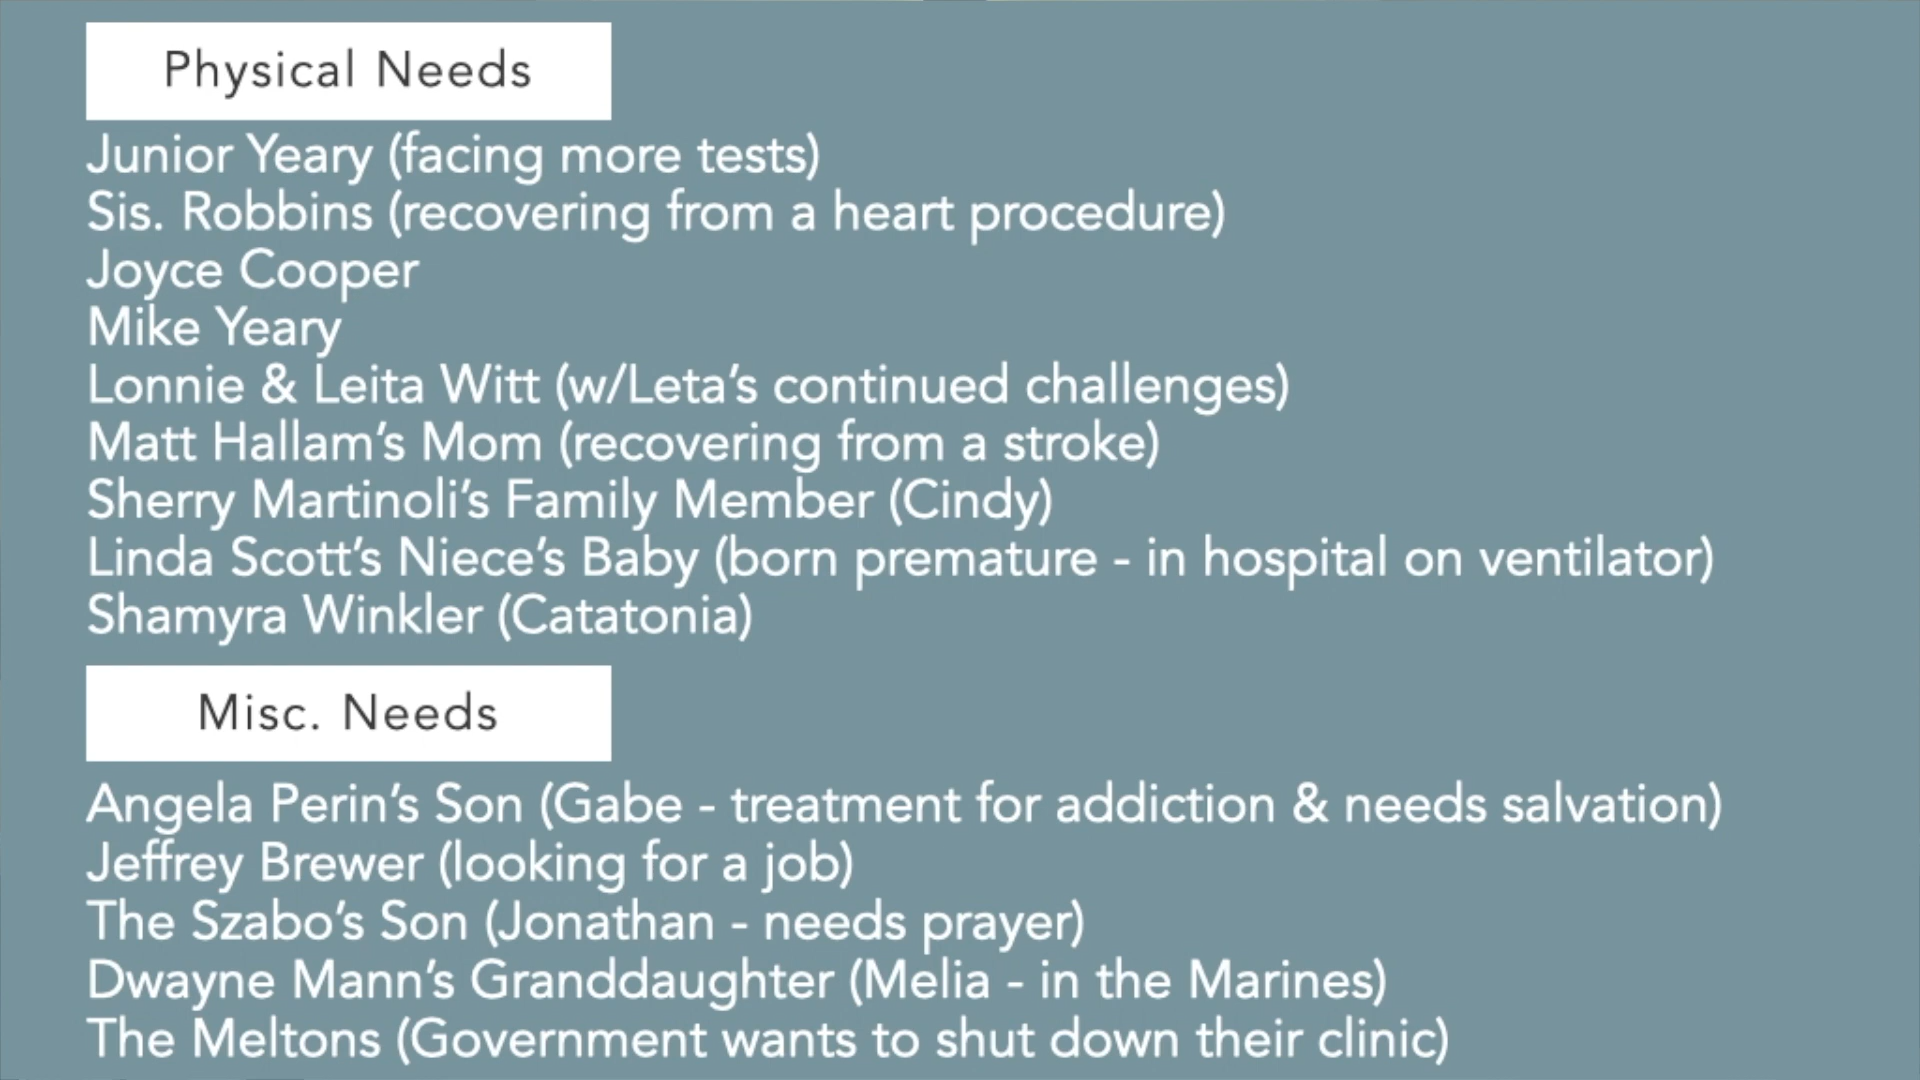 Physical Needs
Junior Yeary (facing more tests)
Sis. Robbins (recovering from a heart procedure)
Joyce Cooper
Mike Yeary
Lonnie & Leita Witt (w/Leta’s continued challenges)
Matt Hallam’s Mom (recovering from a stroke)
Sherry Martinoli’s Family Member (Cindy)
Linda Scott’s Niece’s Baby (born premature - in hospital on ventilator)
Shamyra Winkler (Catatonia)
Misc. Needs
Angela Perin’s Son (Gabe - treatment for addiction & needs salvation)
Jeffrey Brewer (looking for a job)
The Szabo’s Son (Jonathan - needs prayer)
Dwayne Mann’s Granddaughter (Melia - in the Marines)
The Meltons (Government wants to shut down their clinic)